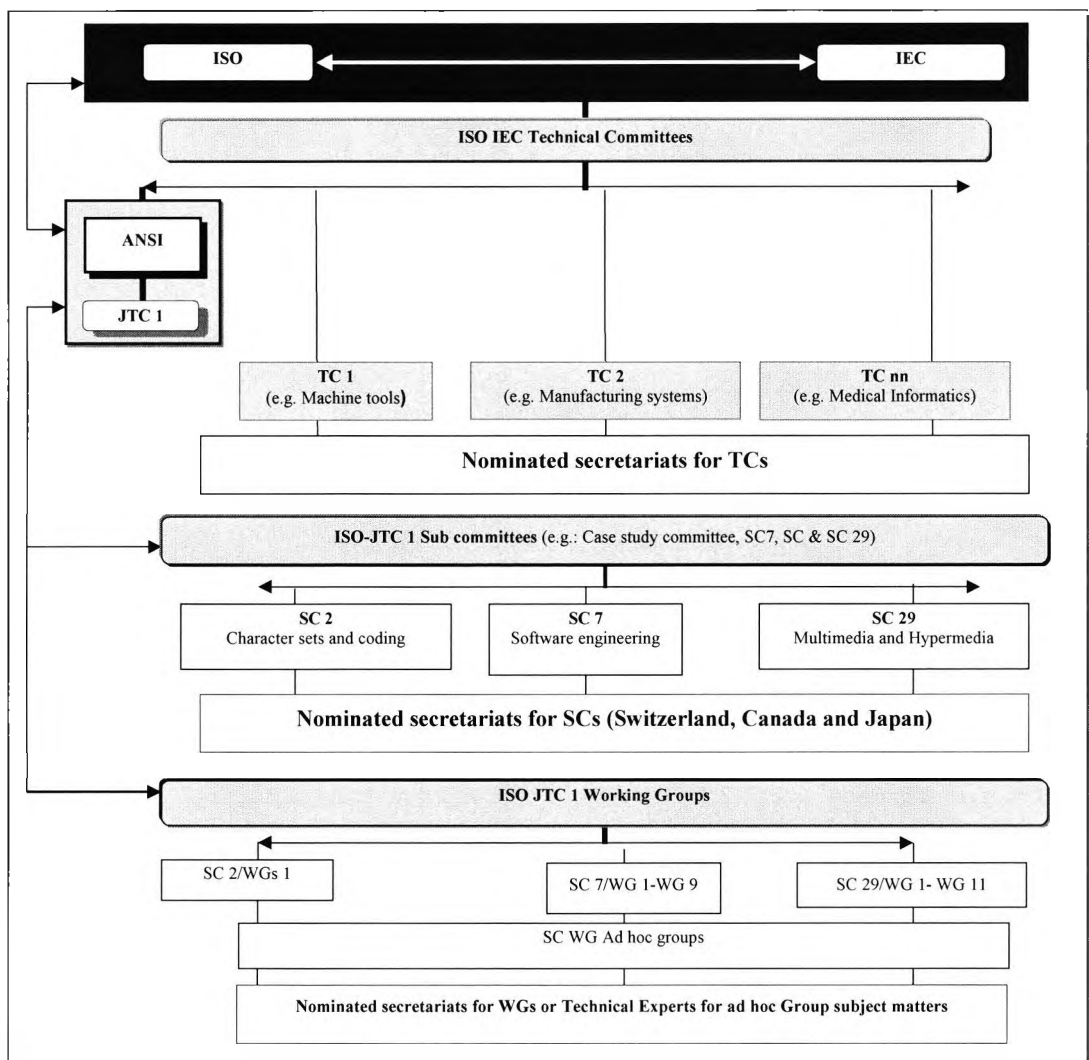 ISO
IEC
ISO IEC Technical Committees
ANSI
JTC 1
TC 1
(e.g. Machine tools)
TC 2
(e.g. Manufacturing systems)
TC nn
(e.g. Medical Informatics)
Nominated secretariats for TCs
ISO-JTC 1 Sub committees (e.g.: Case study committee, SC7, SC & SC 29)
SC 2
Character sets and coding
SC 7
Software engineering
SC 29
Multimedia and Hypermedia
Nominated secretariats for SCs (Switzerland, Canada and Japan)
ISO JTC 1 Working Groups
SC 2/WGs 1
SC 7/WG 1-WG 9
SC 29/WG 1- WG 11
SC WG Ad hoc groups
Nominated secretariats for WGs or Technical Experts for ad hoc Group subject matters